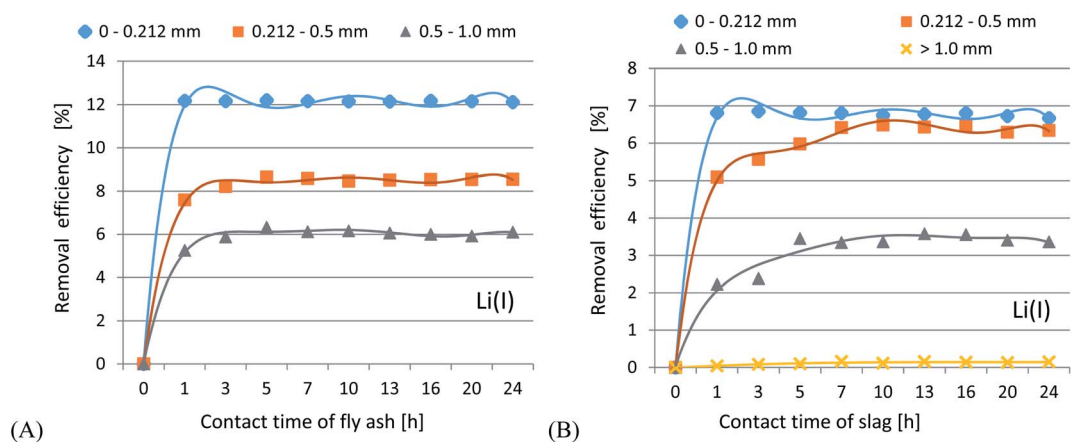 0 - 0.212 mm 0.212 - 0.5 mm 0.5 - 1.0 mm
14
12
10
8
6
4
2
0
Removal efficiency [%]
Li(I)
0 1 3 5 7 10 13 16 20 24
Contact time of fly ash [h]
(A)
0 - 0.212 mm 0.212 - 0.5 mm
0.5 - 1.0 mm > 1.0 mm
8
7
6
5
4
3
2
1
0
Removal efficiency [%]
Li(I)
0 1 3 5 7 10 13 16 20 24
Contact time of slag [h]
(B)